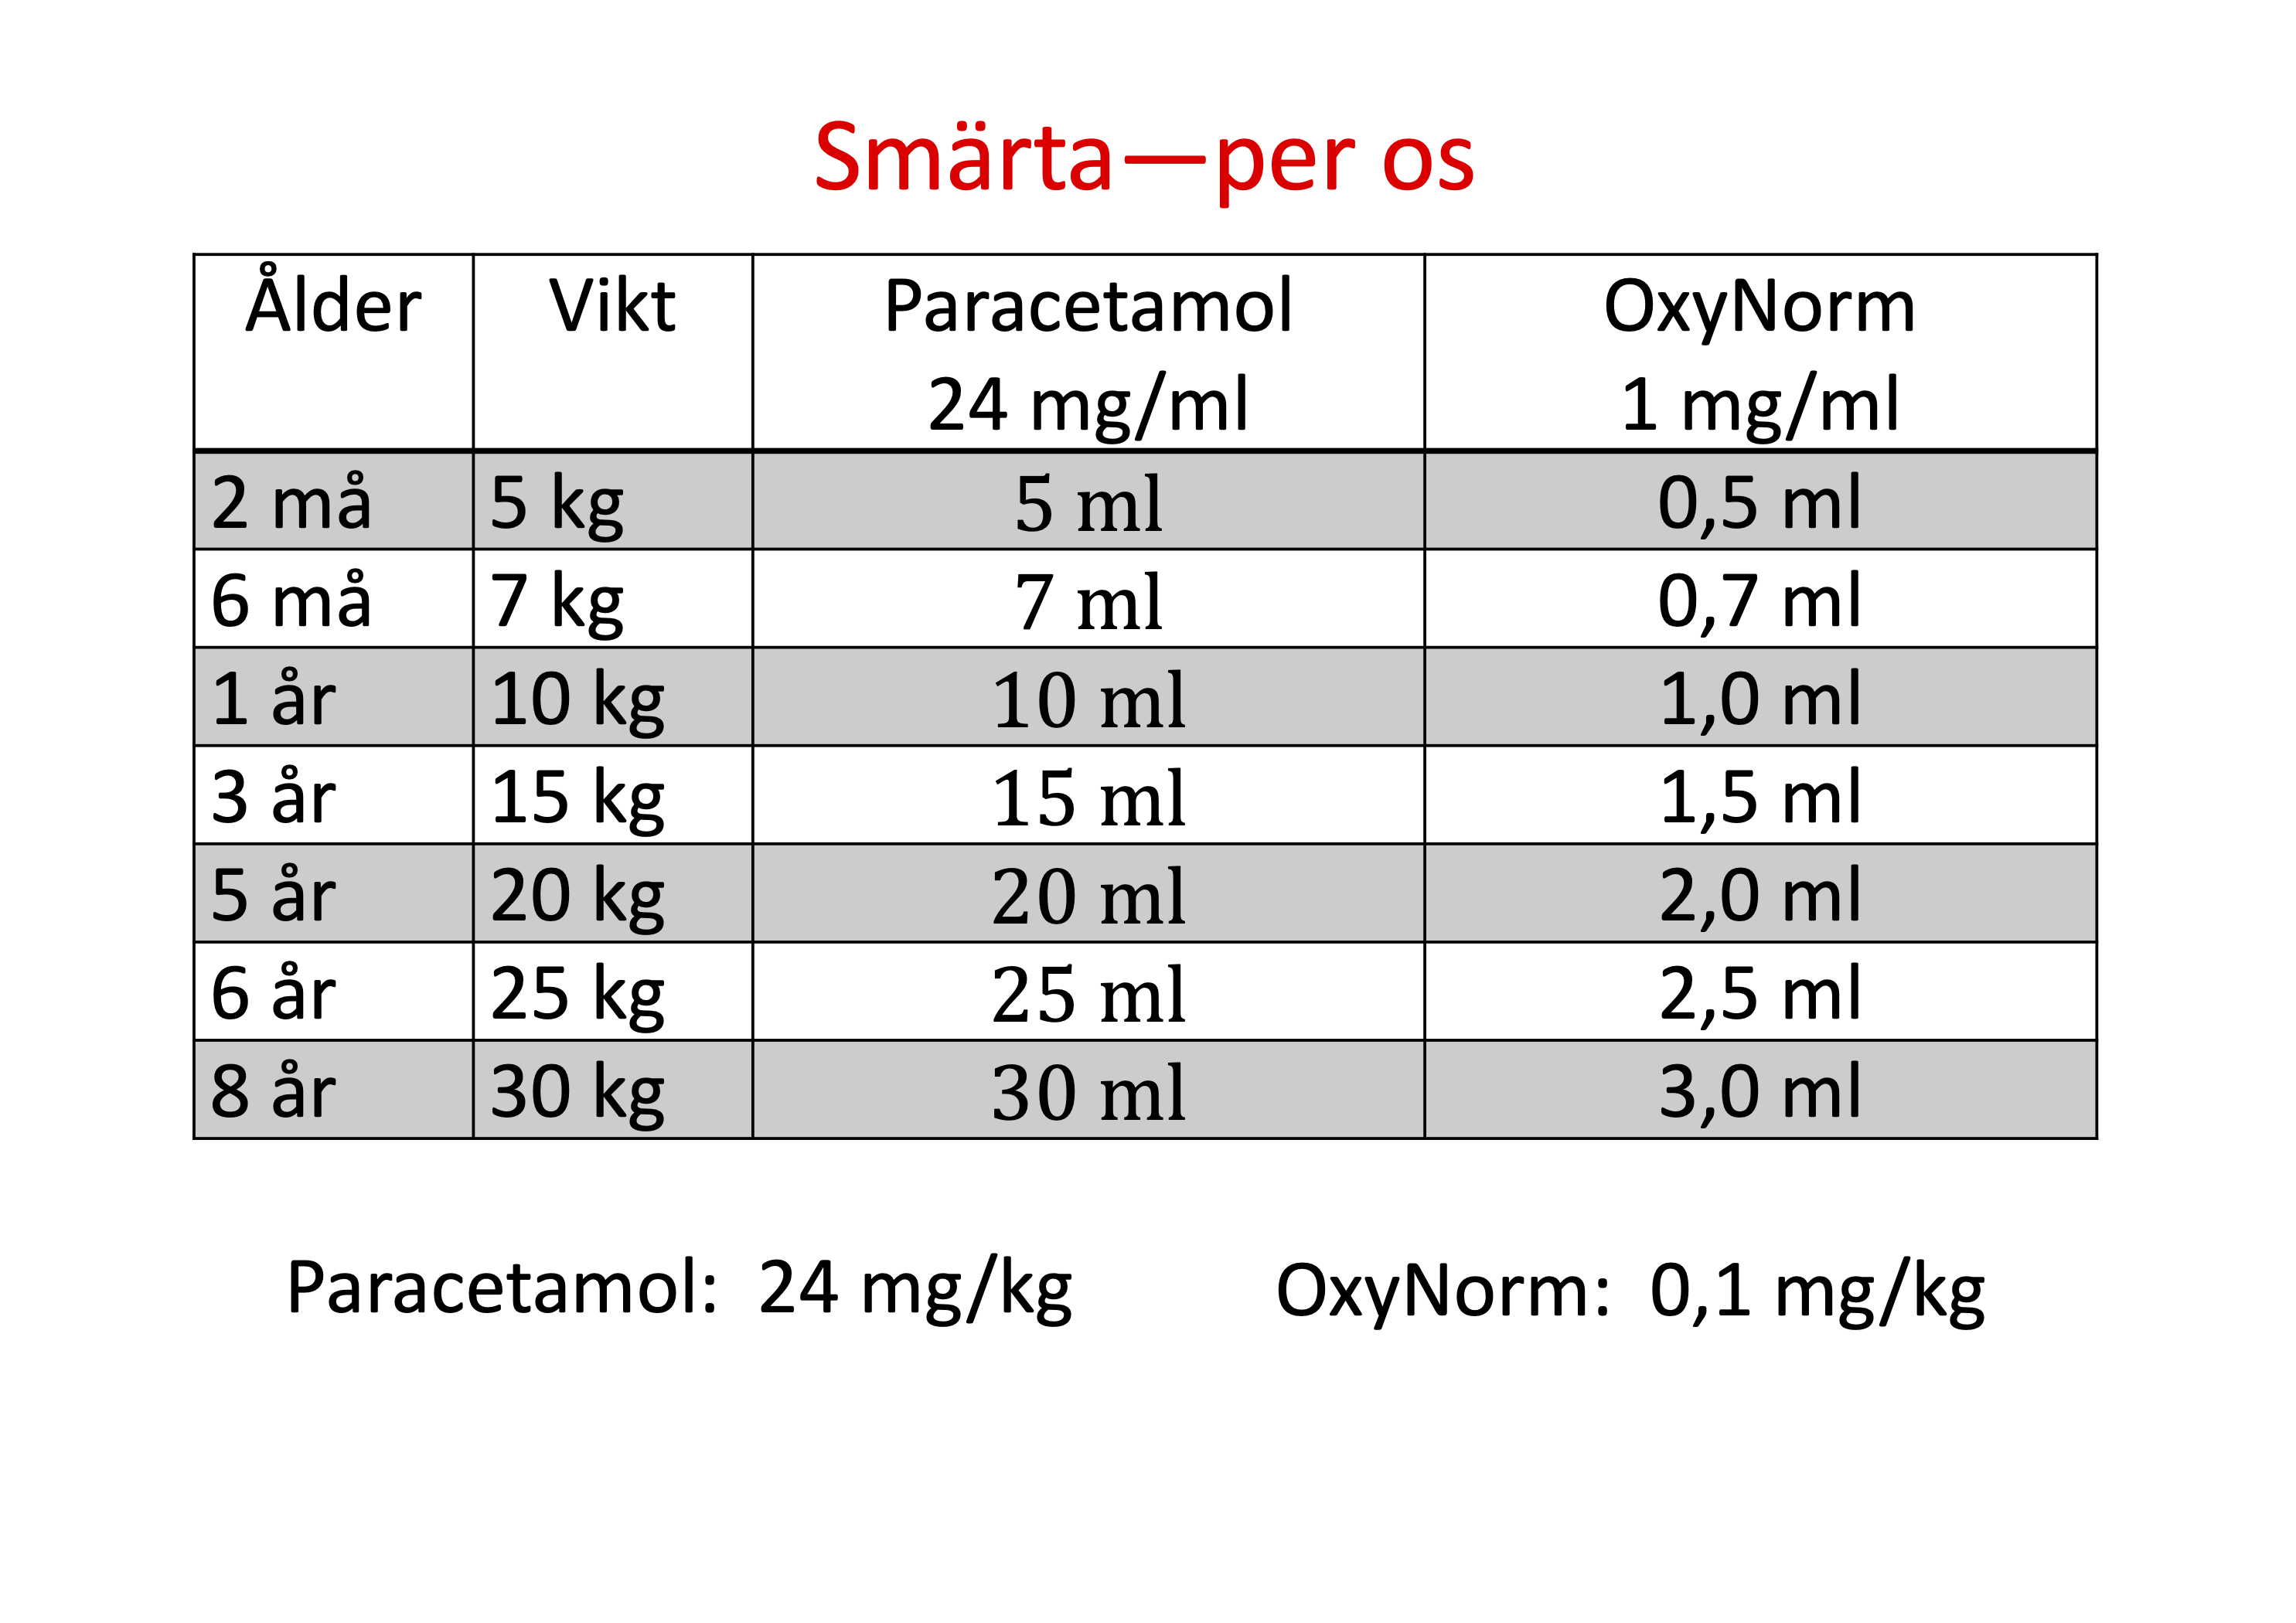 Smärta—per os
Ålder Vikt Paracetamol OxyNorm
24 mg/ml 1 mg/ml
2 må 5 kg 5 ml 0,5 ml
6 må 7 kg 7 ml 0,7 ml
1 år 10 kg 10 ml 1,0 ml
3 år 15 kg 15 ml 1,5 ml
5 år 20 kg 20 ml 2,0 ml
6 år 25 kg 25 ml 2,5 ml
8 år 30 kg 30 ml 3,0 ml
Paracetamol: 24 mg/kg OxyNorm: 0,1 mg/kg